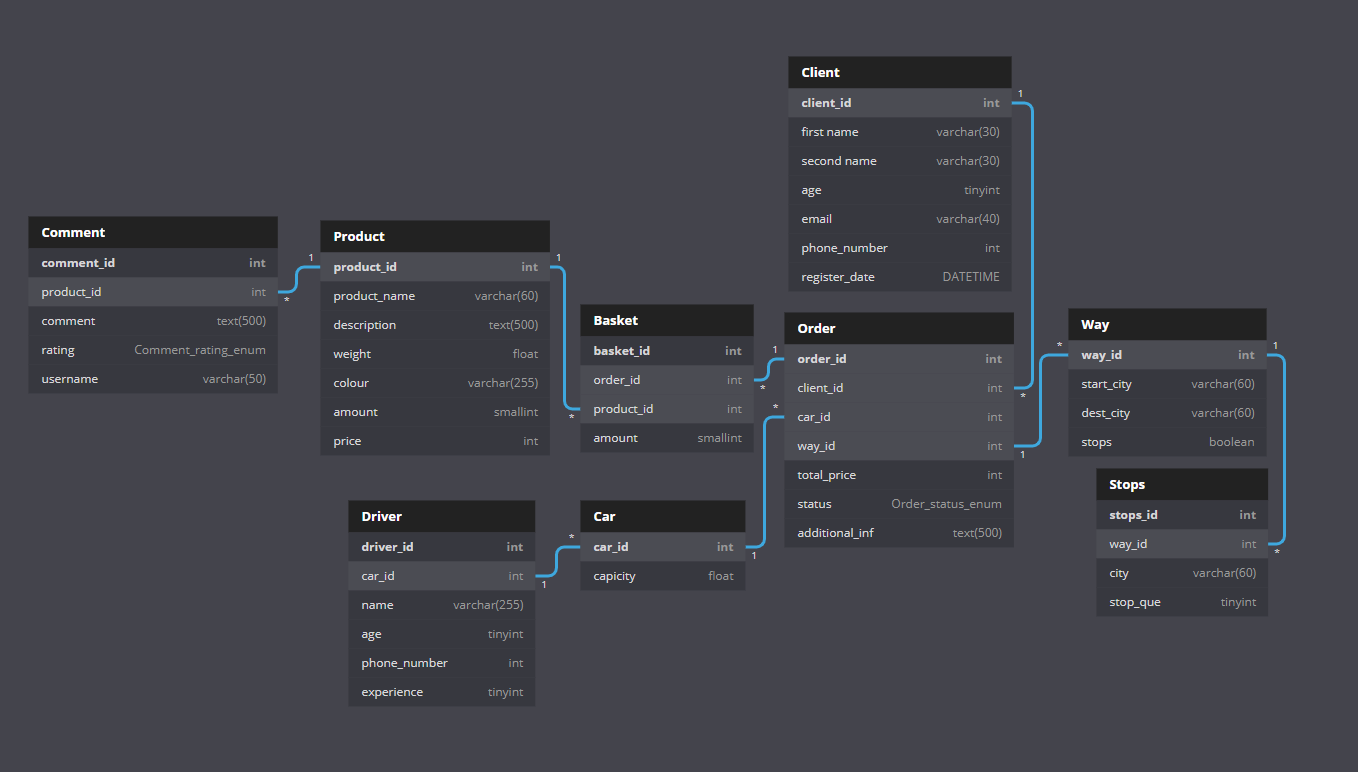 Client
client_id int
first name varchar(30)
second name varchar(30)
age tinyint
email varchar(40)
phone_number int
register_date DATETIME
Comment
comment_id int
product_id int
comment text(500)
rating Comment_rating_enum
username varchar(50)
Product
product_id int
product_name varchar(60)
description text(500)
weight float
colour varchar(255)
amount smallint
price int
Basket
basket_id int
order_id int
product_id int
amount smallint
Order
order_id int
client_id int
car_id int
way_id int
total_price int
status Order_status_enum
additional_inf text(500)
Way
way_id int
start_city varchar(60)
dest_city varchar(60)
stops boolean
Stops
stops_id int
way_id int
city varchar(60)
stop_que tinyint
Driver
driver_id int
car_id int
name varchar(255)
age tinyint
phone_number int
experience tinyint
Car
car_id int
capicity float
1
*
1
*
1
*
1
*
1
*
1
*
1
*
1
*